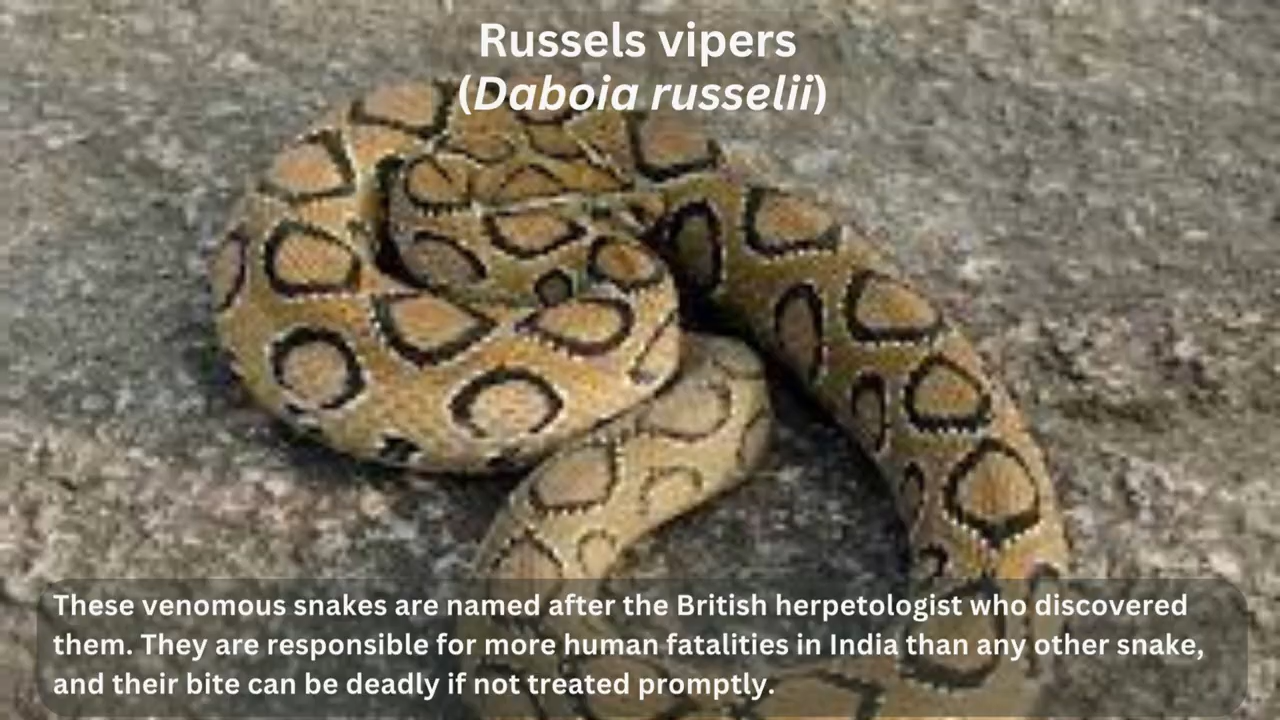 Russels vipers
(Daboia russelii)
These venomous snakes are named after the British herpetologist who discovered
them. They are responsible for more human fatalities in India than any other snake,
and their bite can be deadly if not treated promptly.